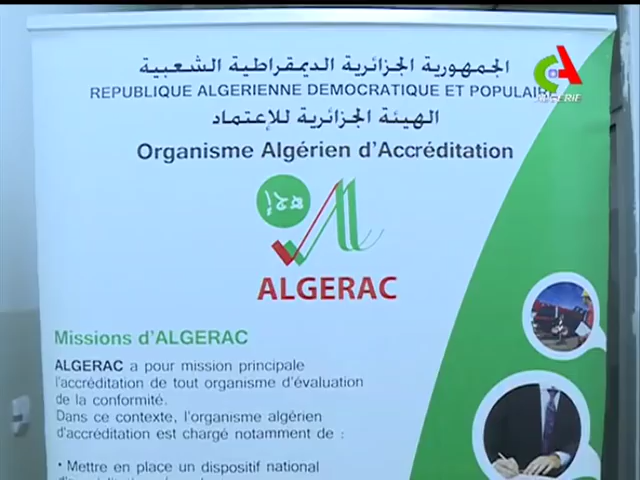 الجمهورية الجزائرية الديمقراطية الشعبية
REPUBLIQUE ALGERIENNE DEMOCRATIQUE ET POPULAIRE
ALGERIE
الهيئة الجزائرية للإعتماد
Organisme Algérien d'Accréditation
ALGERAC
Missions d'ALGERAC
ALGERAC a pour mission principale
l'accréditation de tout organisme d'évaluation
de la conformité.
Dans ce contexte, l'organisme algérien
d'accréditation est chargé notamment de :
• Mettre en place un dispositif national